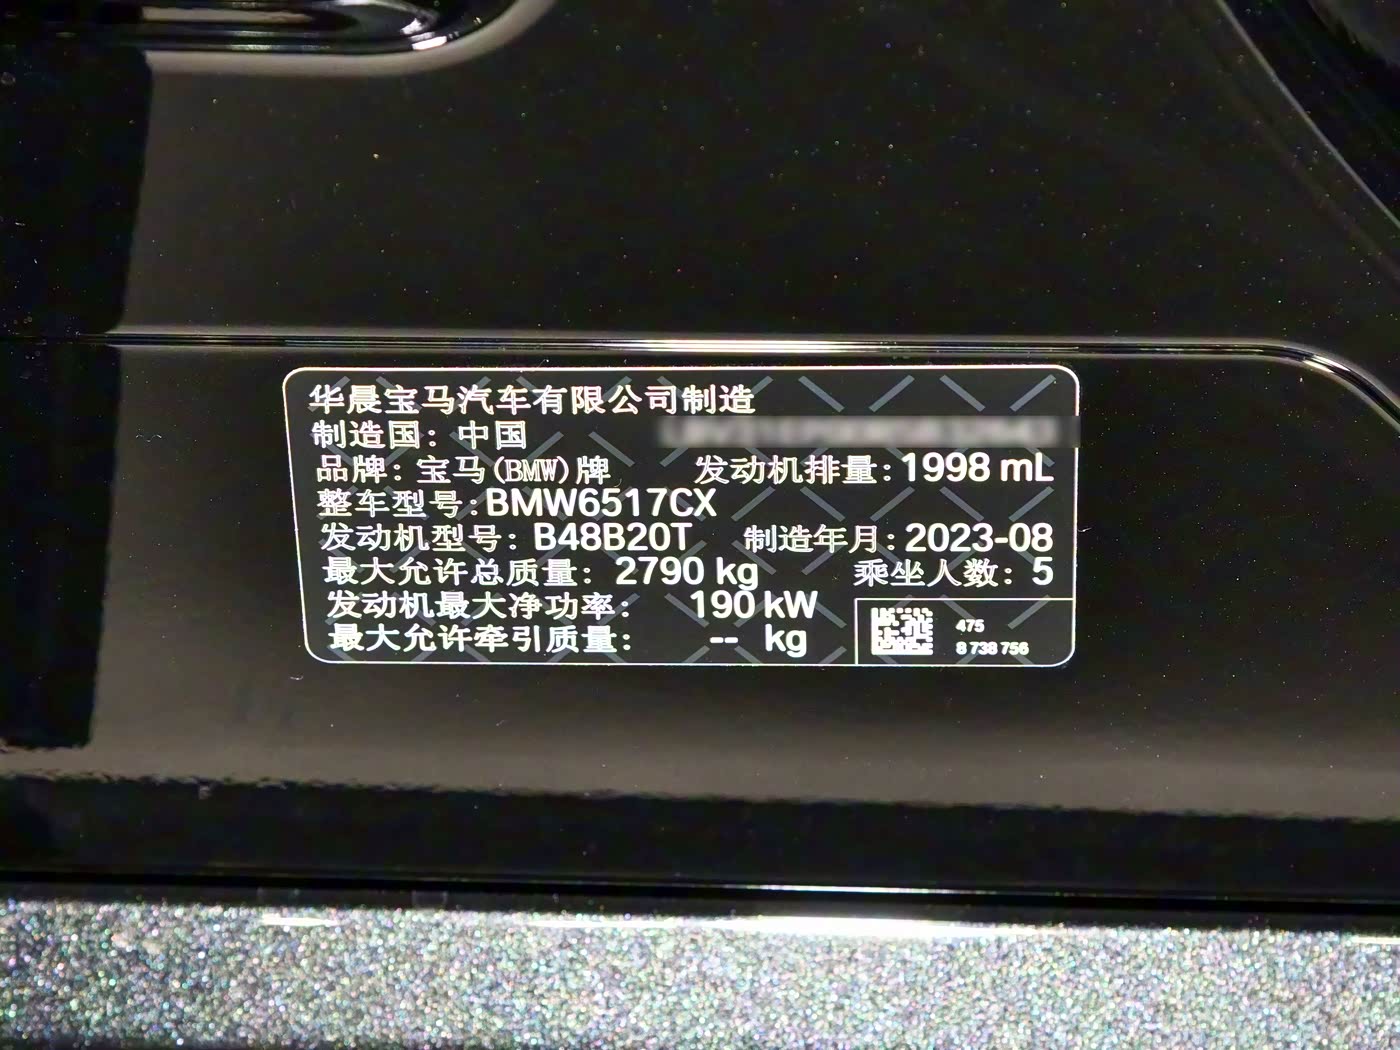 华晨宝马汽车有限公司制造
制造国：中国
品牌：宝马(BMW)牌 发动机排量：1998 mL
整车型号：BMW6517CX
发动机型号：B48B20T 制造年月：2023-08
最大允许总质量：2790 kg 乘坐人数：5
发动机最大净功率：190 kW
最大允许牵引质量：-- kg
475
8 738 756